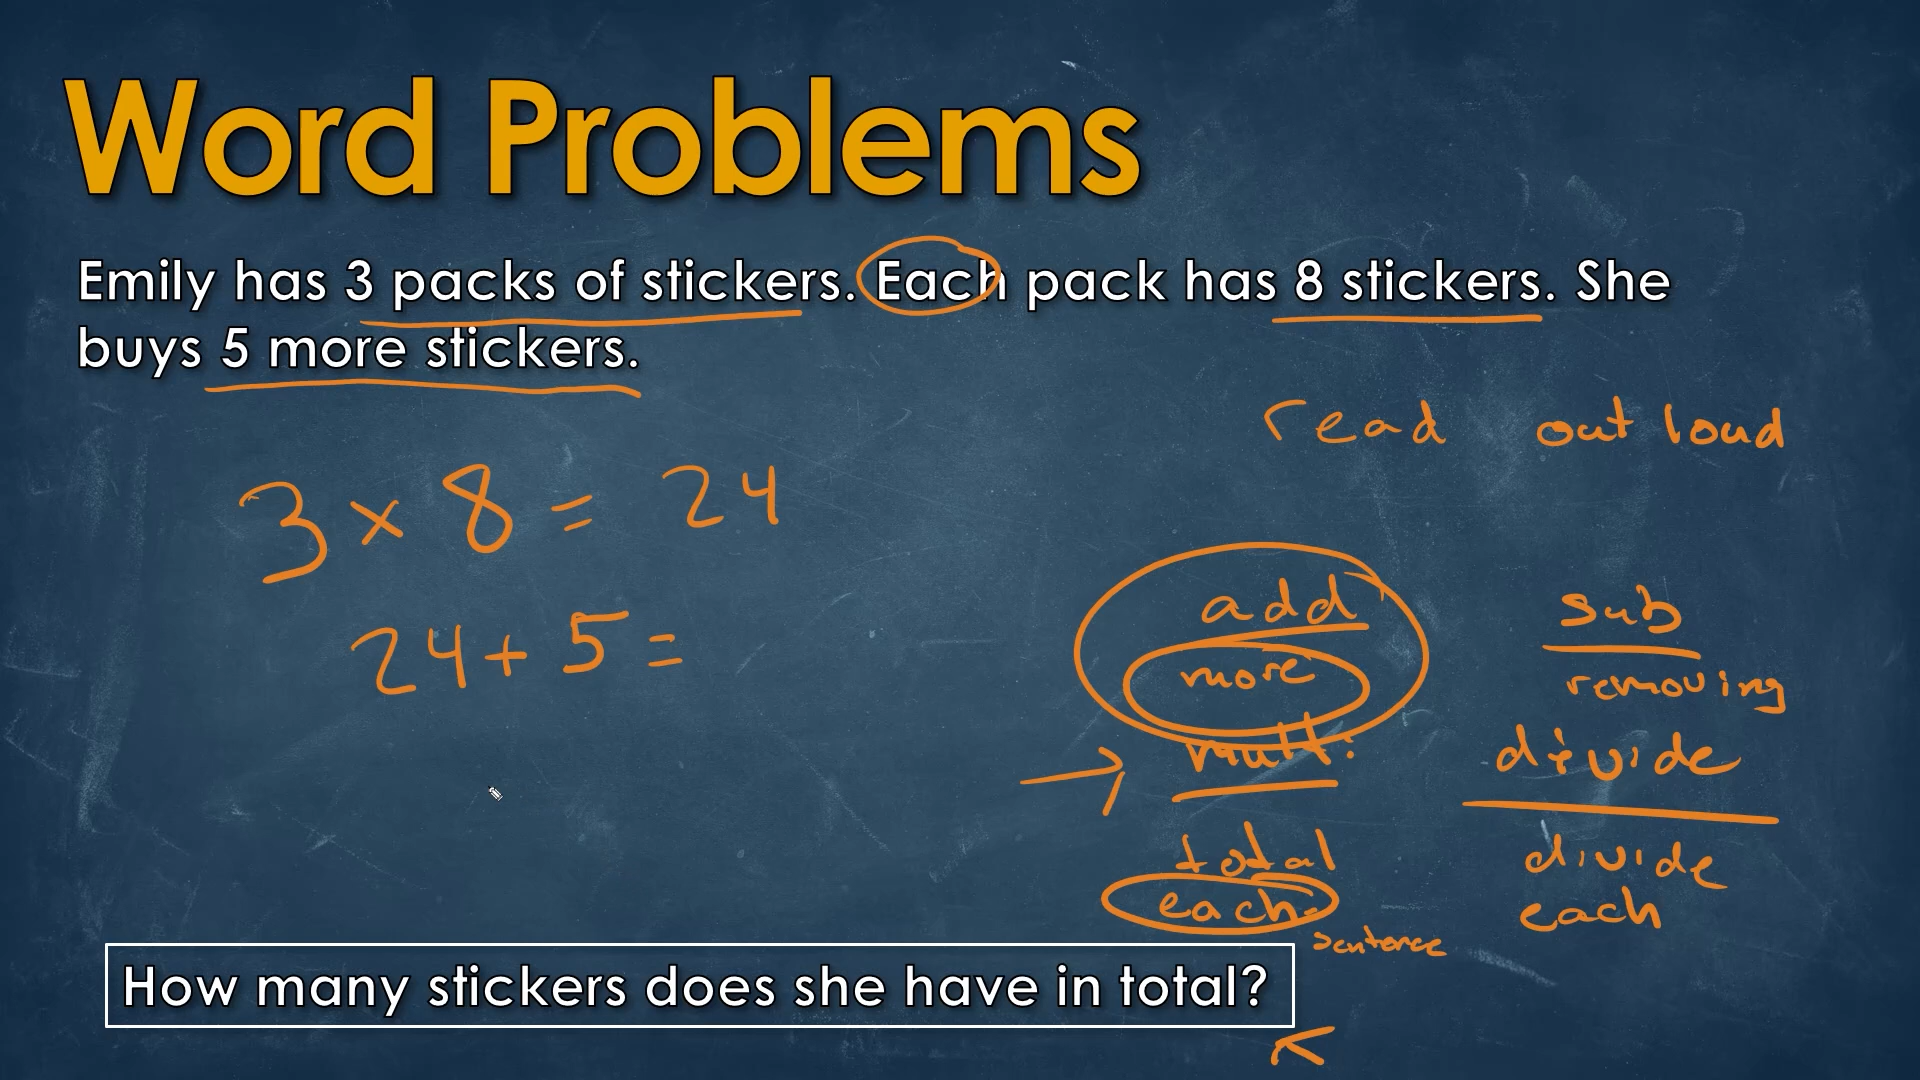 Word Problems
Emily has 3 packs of stickers. Each pack has 8 stickers. She
buys 5 more stickers.
read out loud
3 x 8 = 24
24 + 5 =
add
more
mult.
total
each
sentence
sub
removing
divide
divide
each
How many stickers does she have in total?